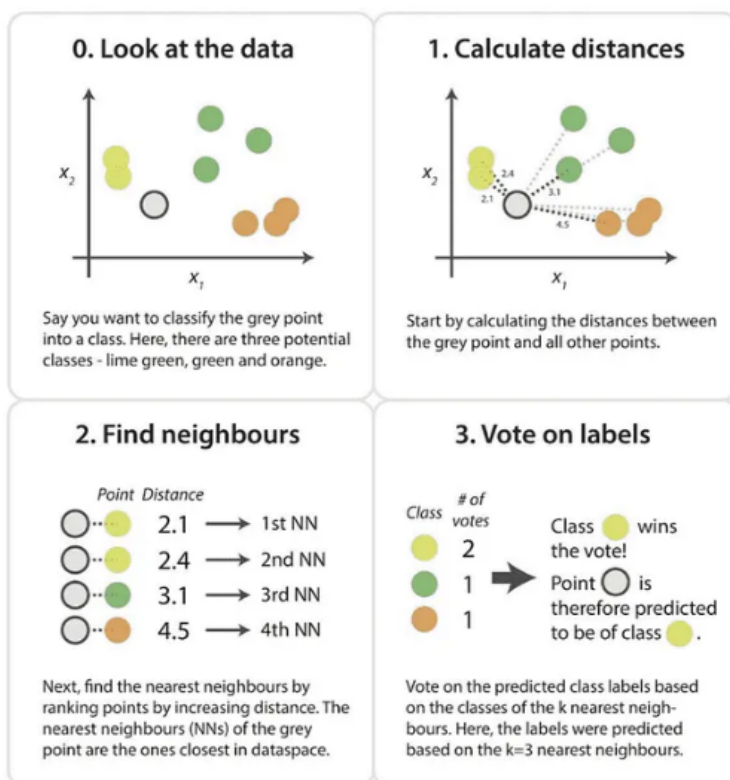 0. Look at the data
x2
x1
Say you want to classify the grey point
into a class. Here, there are three potential
classes - lime green, green and orange.
1. Calculate distances
x2
2.4
2.1
3.1
4.5
x1
Start by calculating the distances between
the grey point and all other points.
2. Find neighbours
Point Distance
2.1 → 1st NN
2.4 → 2nd NN
3.1 → 3rd NN
4.5 → 4th NN
Next, find the nearest neighbours by
ranking points by increasing distance. The
nearest neighbours (NNs) of the grey
point are the ones closest in dataspace.
3. Vote on labels
Class # of votes
2
1
1
Class wins
the vote!
Point is
therefore predicted
to be of class .
Vote on the predicted class labels based
on the classes of the k nearest neigh-
bours. Here, the labels were predicted
based on the k=3 nearest neighbours.